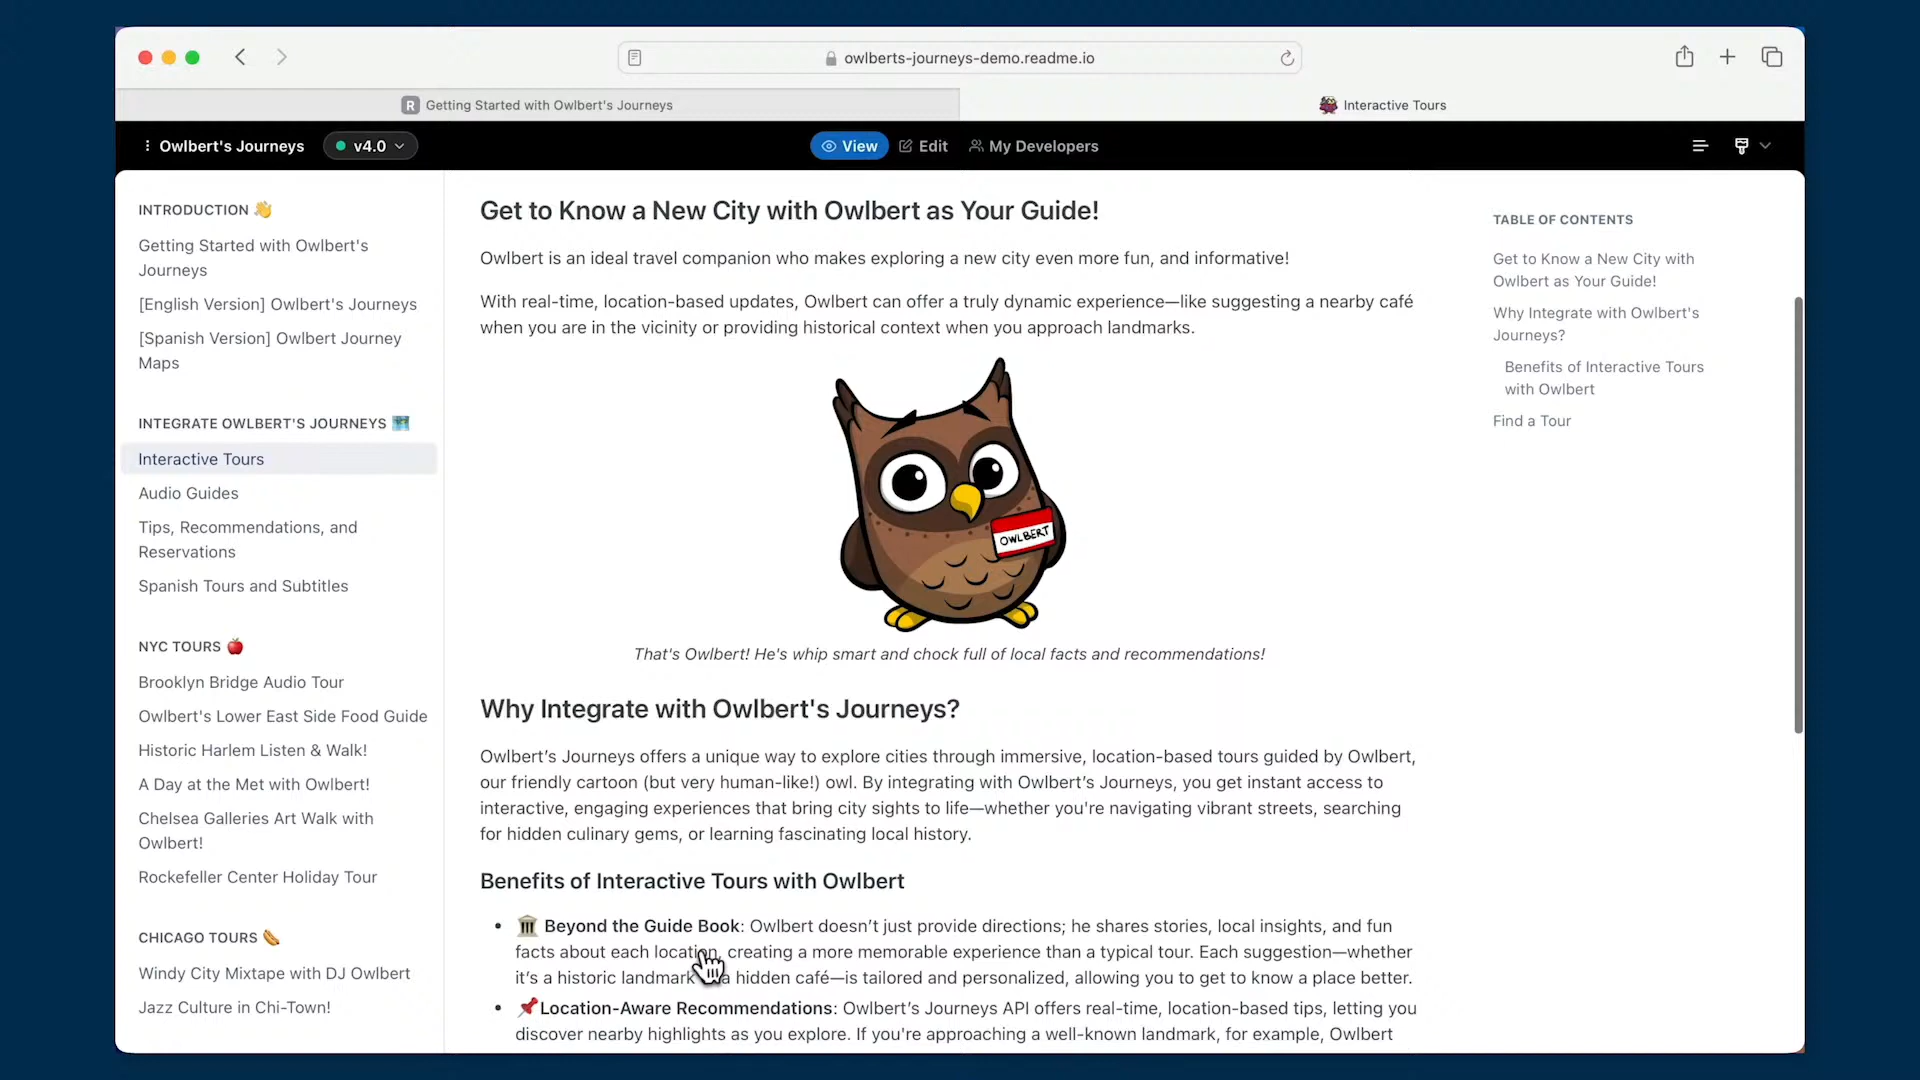 owlberts-journeys-demo.readme.io
R Getting Started with Owlbert's Journeys
Interactive Tours
Owlbert's Journeys
v4.0
View
Edit
My Developers
INTRODUCTION 👋
Getting Started with Owlbert's
Journeys
[English Version] Owlbert's Journeys
[Spanish Version] Owlbert Journey
Maps
INTEGRATE OWLBERT'S JOURNEYS 🗺️
Interactive Tours
Audio Guides
Tips, Recommendations, and
Reservations
Spanish Tours and Subtitles
NYC TOURS 🍎
Brooklyn Bridge Audio Tour
Owlbert's Lower East Side Food Guide
Historic Harlem Listen & Walk!
A Day at the Met with Owlbert!
Chelsea Galleries Art Walk with
Owlbert!
Rockefeller Center Holiday Tour
CHICAGO TOURS 🌭
Windy City Mixtape with DJ Owlbert
Jazz Culture in Chi-Town!
Get to Know a New City with Owlbert as Your Guide!
Owlbert is an ideal travel companion who makes exploring a new city even more fun, and informative!
With real-time, location-based updates, Owlbert can offer a truly dynamic experience—like suggesting a nearby café
when you are in the vicinity or providing historical context when you approach landmarks.
OWLBERT
That's Owlbert! He's whip smart and chock full of local facts and recommendations!
Why Integrate with Owlbert's Journeys?
Owlbert’s Journeys offers a unique way to explore cities through immersive, location-based tours guided by Owlbert,
our friendly cartoon (but very human-like!) owl. By integrating with Owlbert’s Journeys, you get instant access to
interactive, engaging experiences that bring city sights to life—whether you're navigating vibrant streets, searching
for hidden culinary gems, or learning fascinating local history.
Benefits of Interactive Tours with Owlbert
• 🏛️ Beyond the Guide Book: Owlbert doesn’t just provide directions; he shares stories, local insights, and fun
facts about each location, creating a more memorable experience than a typical tour. Each suggestion—whether
it’s a historic landmark a hidden café—is tailored and personalized, allowing you to get to know a place better.
• 📌Location-Aware Recommendations: Owlbert’s Journeys API offers real-time, location-based tips, letting you
discover nearby highlights as you explore. If you're approaching a well-known landmark, for example, Owlbert
TABLE OF CONTENTS
Get to Know a New City with
Owlbert as Your Guide!
Why Integrate with Owlbert's
Journeys?
Benefits of Interactive Tours
with Owlbert
Find a Tour